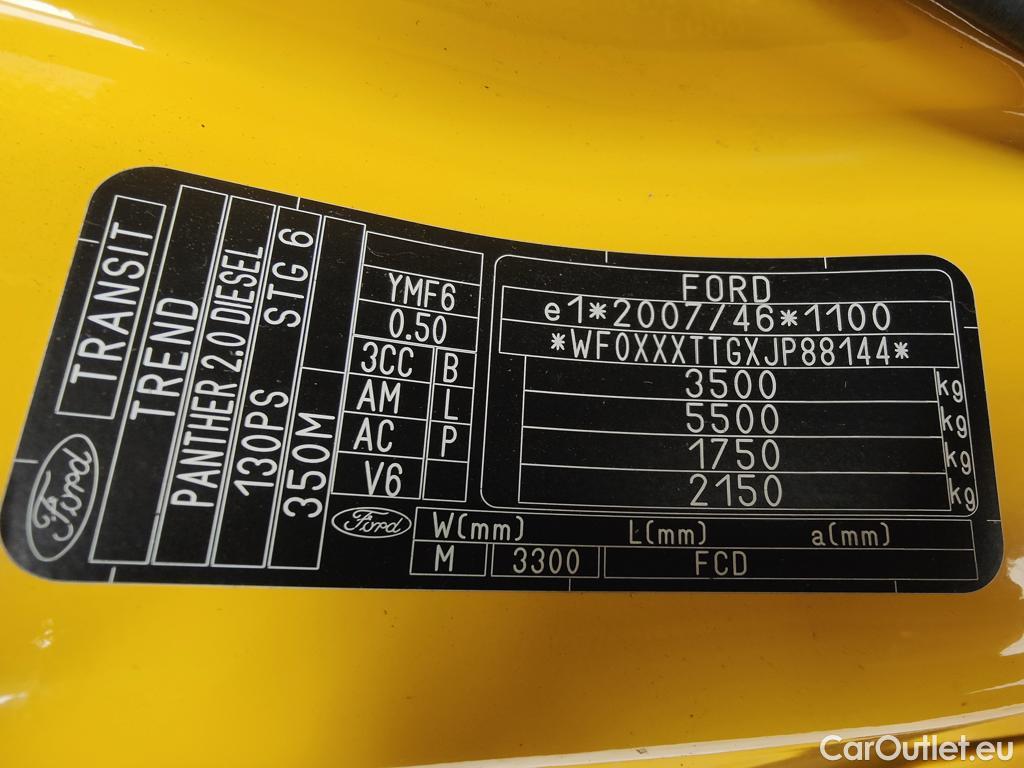 TRANSIT
TREND
PANTHER 2.0 DIESEL
130PS STG 6
350M
Ford
YMF6
0.50
3CC B
AM L
AC P
V6
Ford
FORD
e1*2007/46*1100
*WF0XXXTTGXJP88144*
3500 kg
5500 kg
1750 kg
2150 kg
W(mm) L(mm) a(mm)
M 3300 FCD
CarOutlet.eu